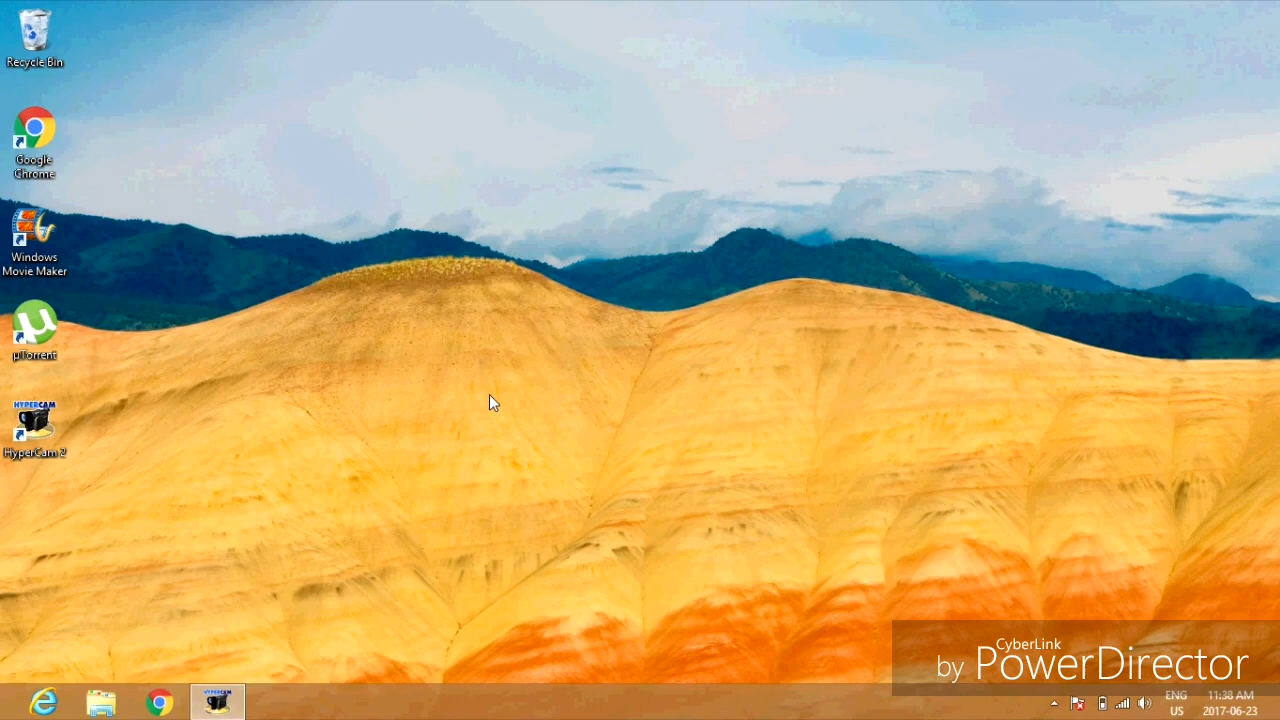 Recycle Bin
Google
Chrome
Windows
Movie Maker
µTorrent
HYPERCAM
HyperCam 2
CyberLink
by PowerDirector
HYPERCAM
ENG
US
11:38 AM
2017-06-23